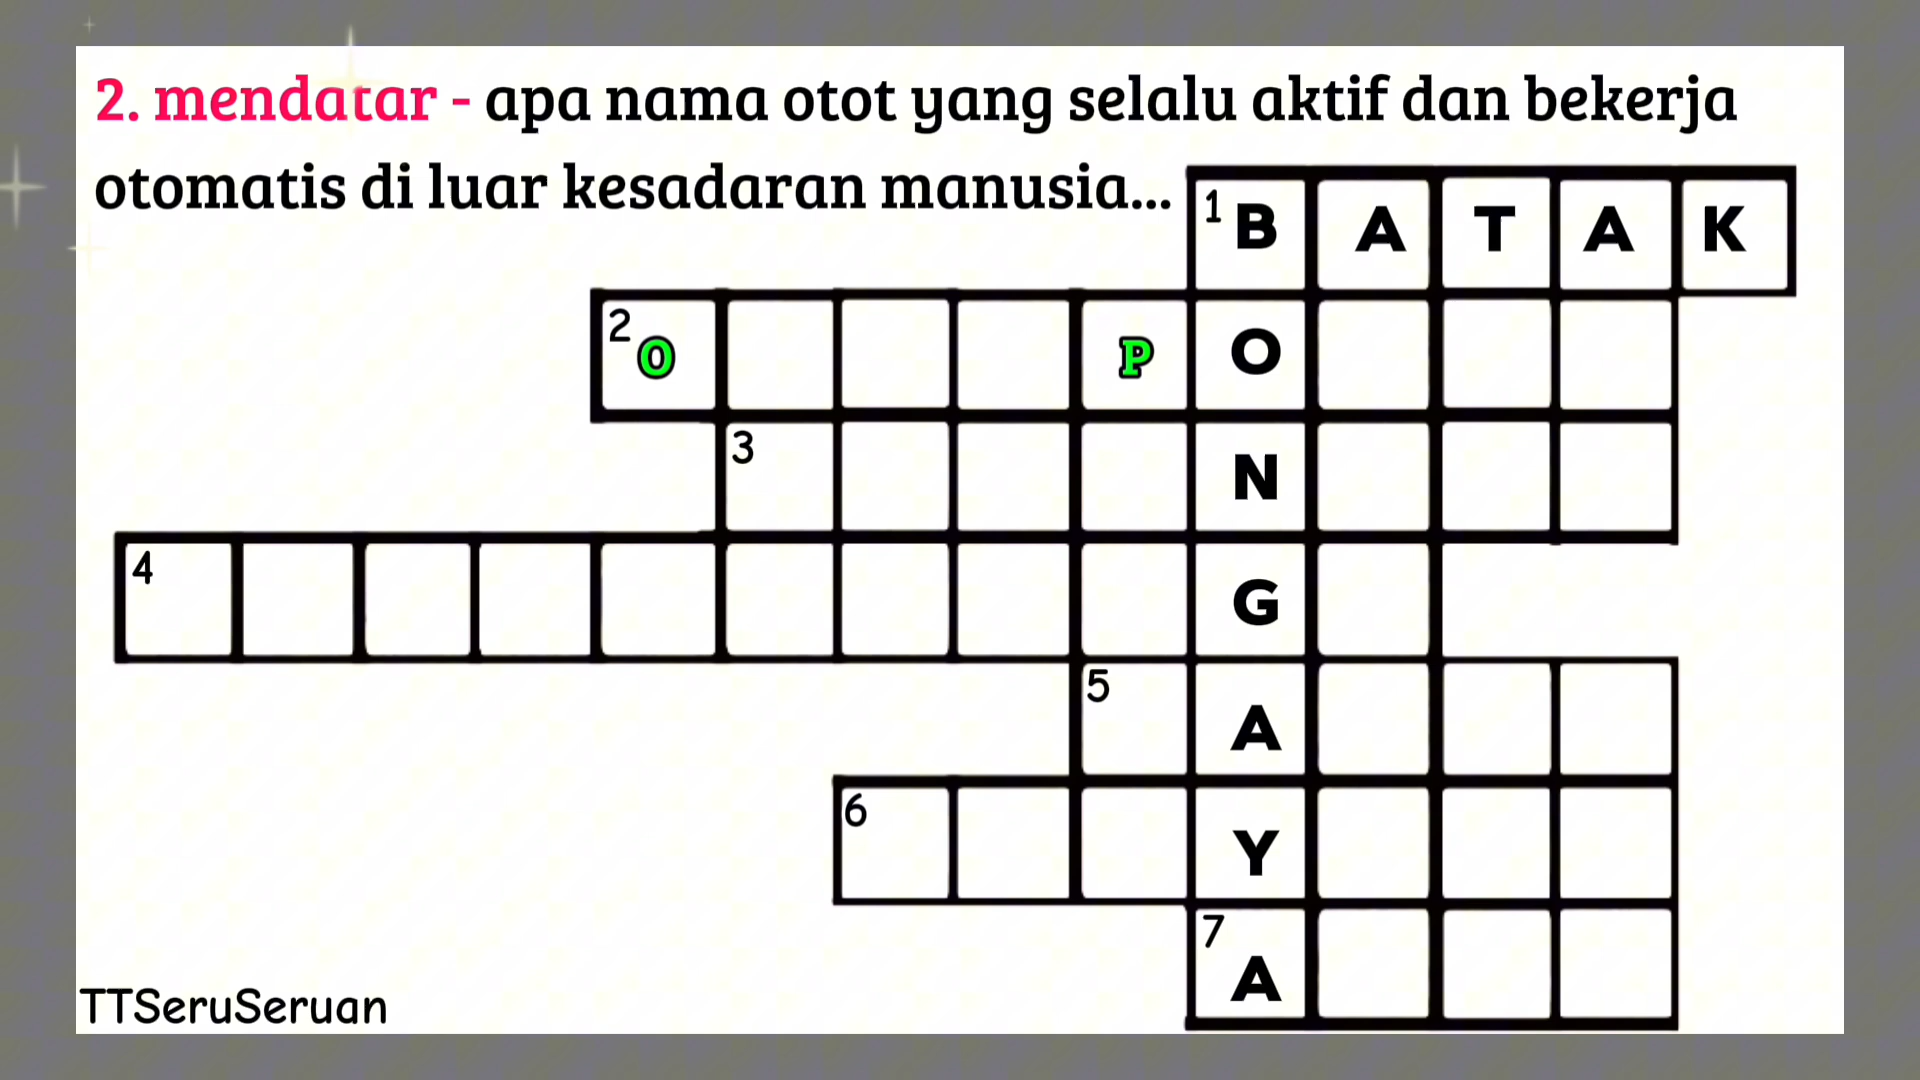 2. mendatar - apa nama otot yang selalu aktif dan bekerja
otomatis di luar kesadaran manusia...
1 B A T A K
2 O P O
3 N
4 G
5 A
6 Y
7 A
TTSeruSeruan